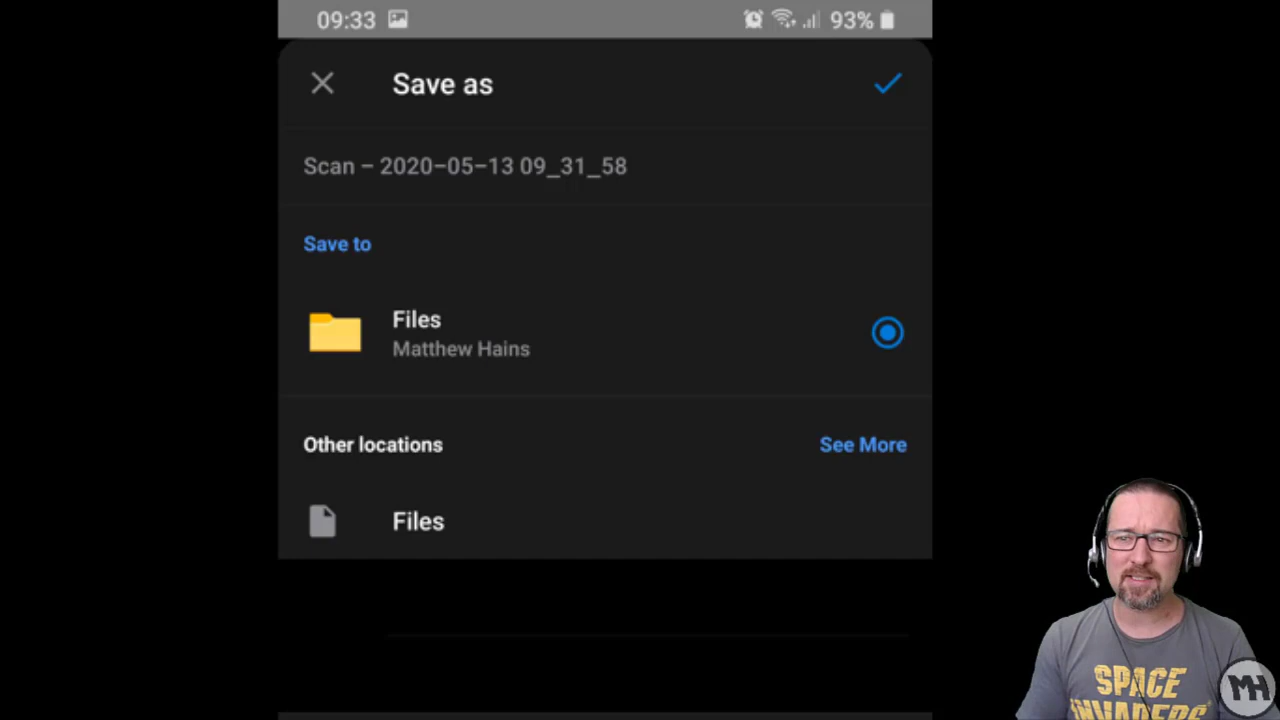 09:33 93%
Save as
Scan – 2020–05–13 09_31_58
Save to
Files
Matthew Hains
Other locations See More
Files
SPACE
INVADERS
MH